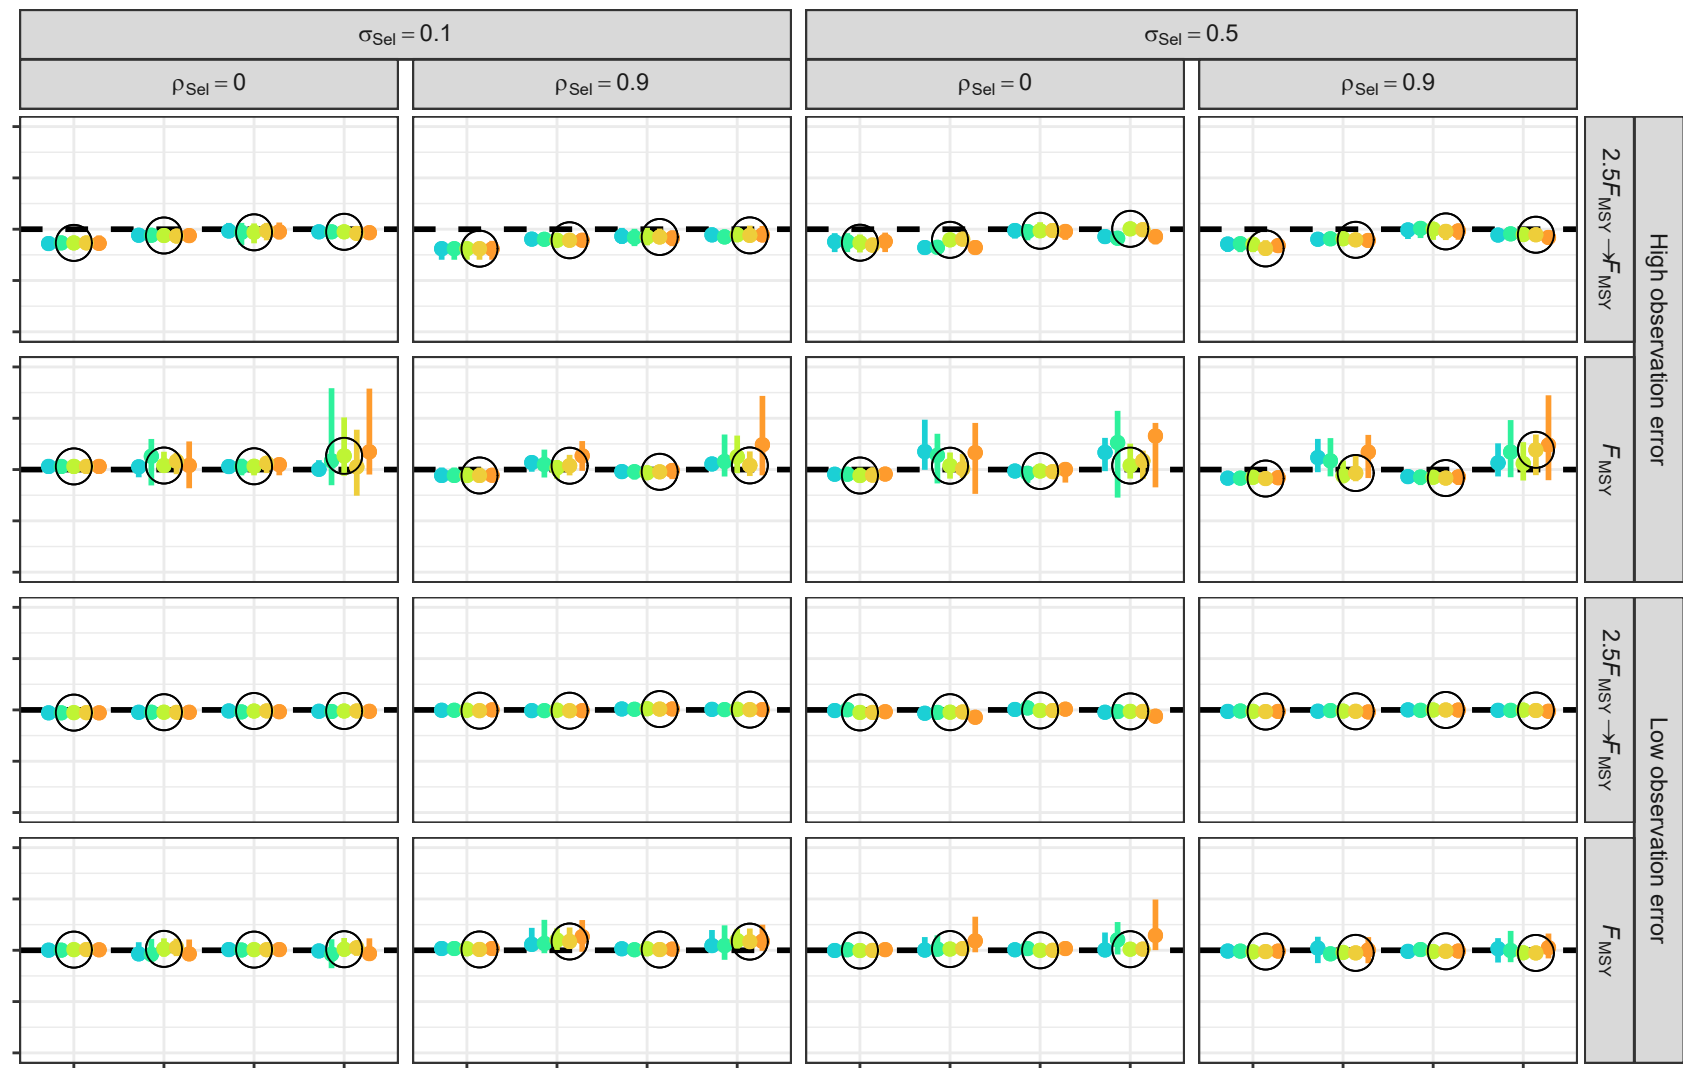 σSel = 0.1
σSel = 0.5
ρSel = 0
ρSel = 0.9
ρSel = 0
ρSel = 0.9
2.5FMSY→FMSY
FMSY
High observation error
2.5FMSY→FMSY
FMSY
Low observation error